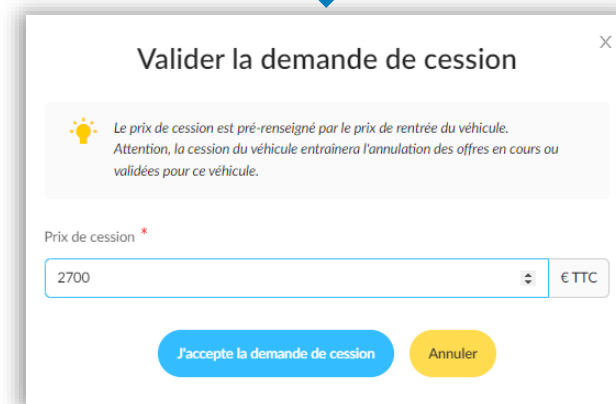 X
Valider la demande de cession
Le prix de cession est pré-renseigné par le prix de rentrée du véhicule.
Attention, la cession du véhicule entraînera l'annulation des offres en cours ou
validées pour ce véhicule.
Prix de cession *
2700 € TTC
J'accepte la demande de cession Annuler